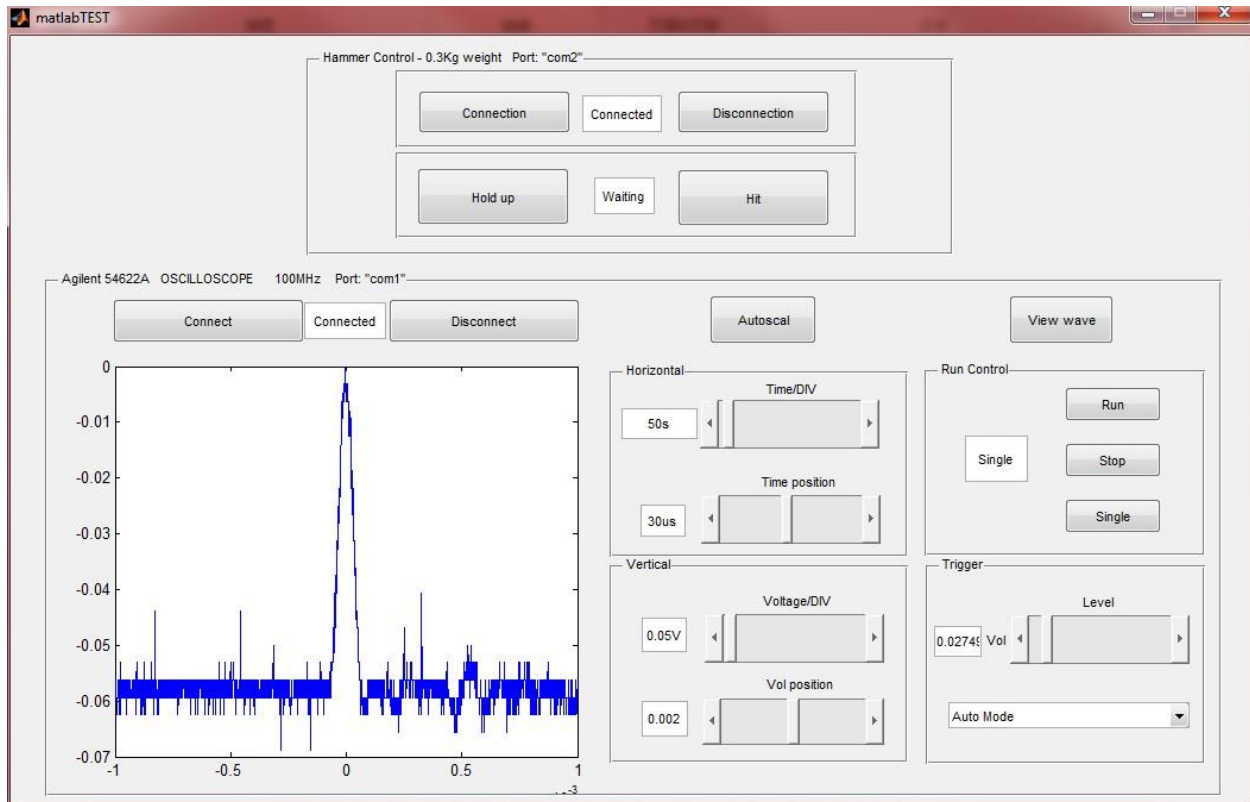 matlabTEST
Hammer Control - 0.3Kg weight Port: "com2"
Connection
Connected
Disconnection
Hold up
Waiting
Hit
Agilent 54622A OSCILLOSCOPE 100MHz Port: "com1"
Connect
Connected
Disconnect
Autoscal
View wave
0
-0.01
-0.02
-0.03
-0.04
-0.05
-0.06
-0.07
-1
-0.5
0
0.5
1
-3
Horizontal
Time/DIV
50s
Time position
30us
Vertical
Voltage/DIV
0.05V
Vol position
0.002
Run Control
Run
Single
Stop
Single
Trigger
Level
Vol
Auto Mode